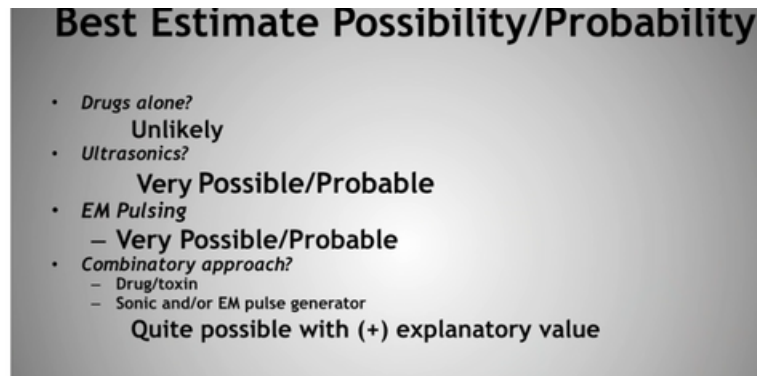 Best Estimate Possibility/Probability
• Drugs alone?
Unlikely
• Ultrasonics?
Very Possible/Probable
• EM Pulsing
– Very Possible/Probable
• Combinatory approach?
– Drug/toxin
– Sonic and/or EM pulse generator
Quite possible with (+) explanatory value